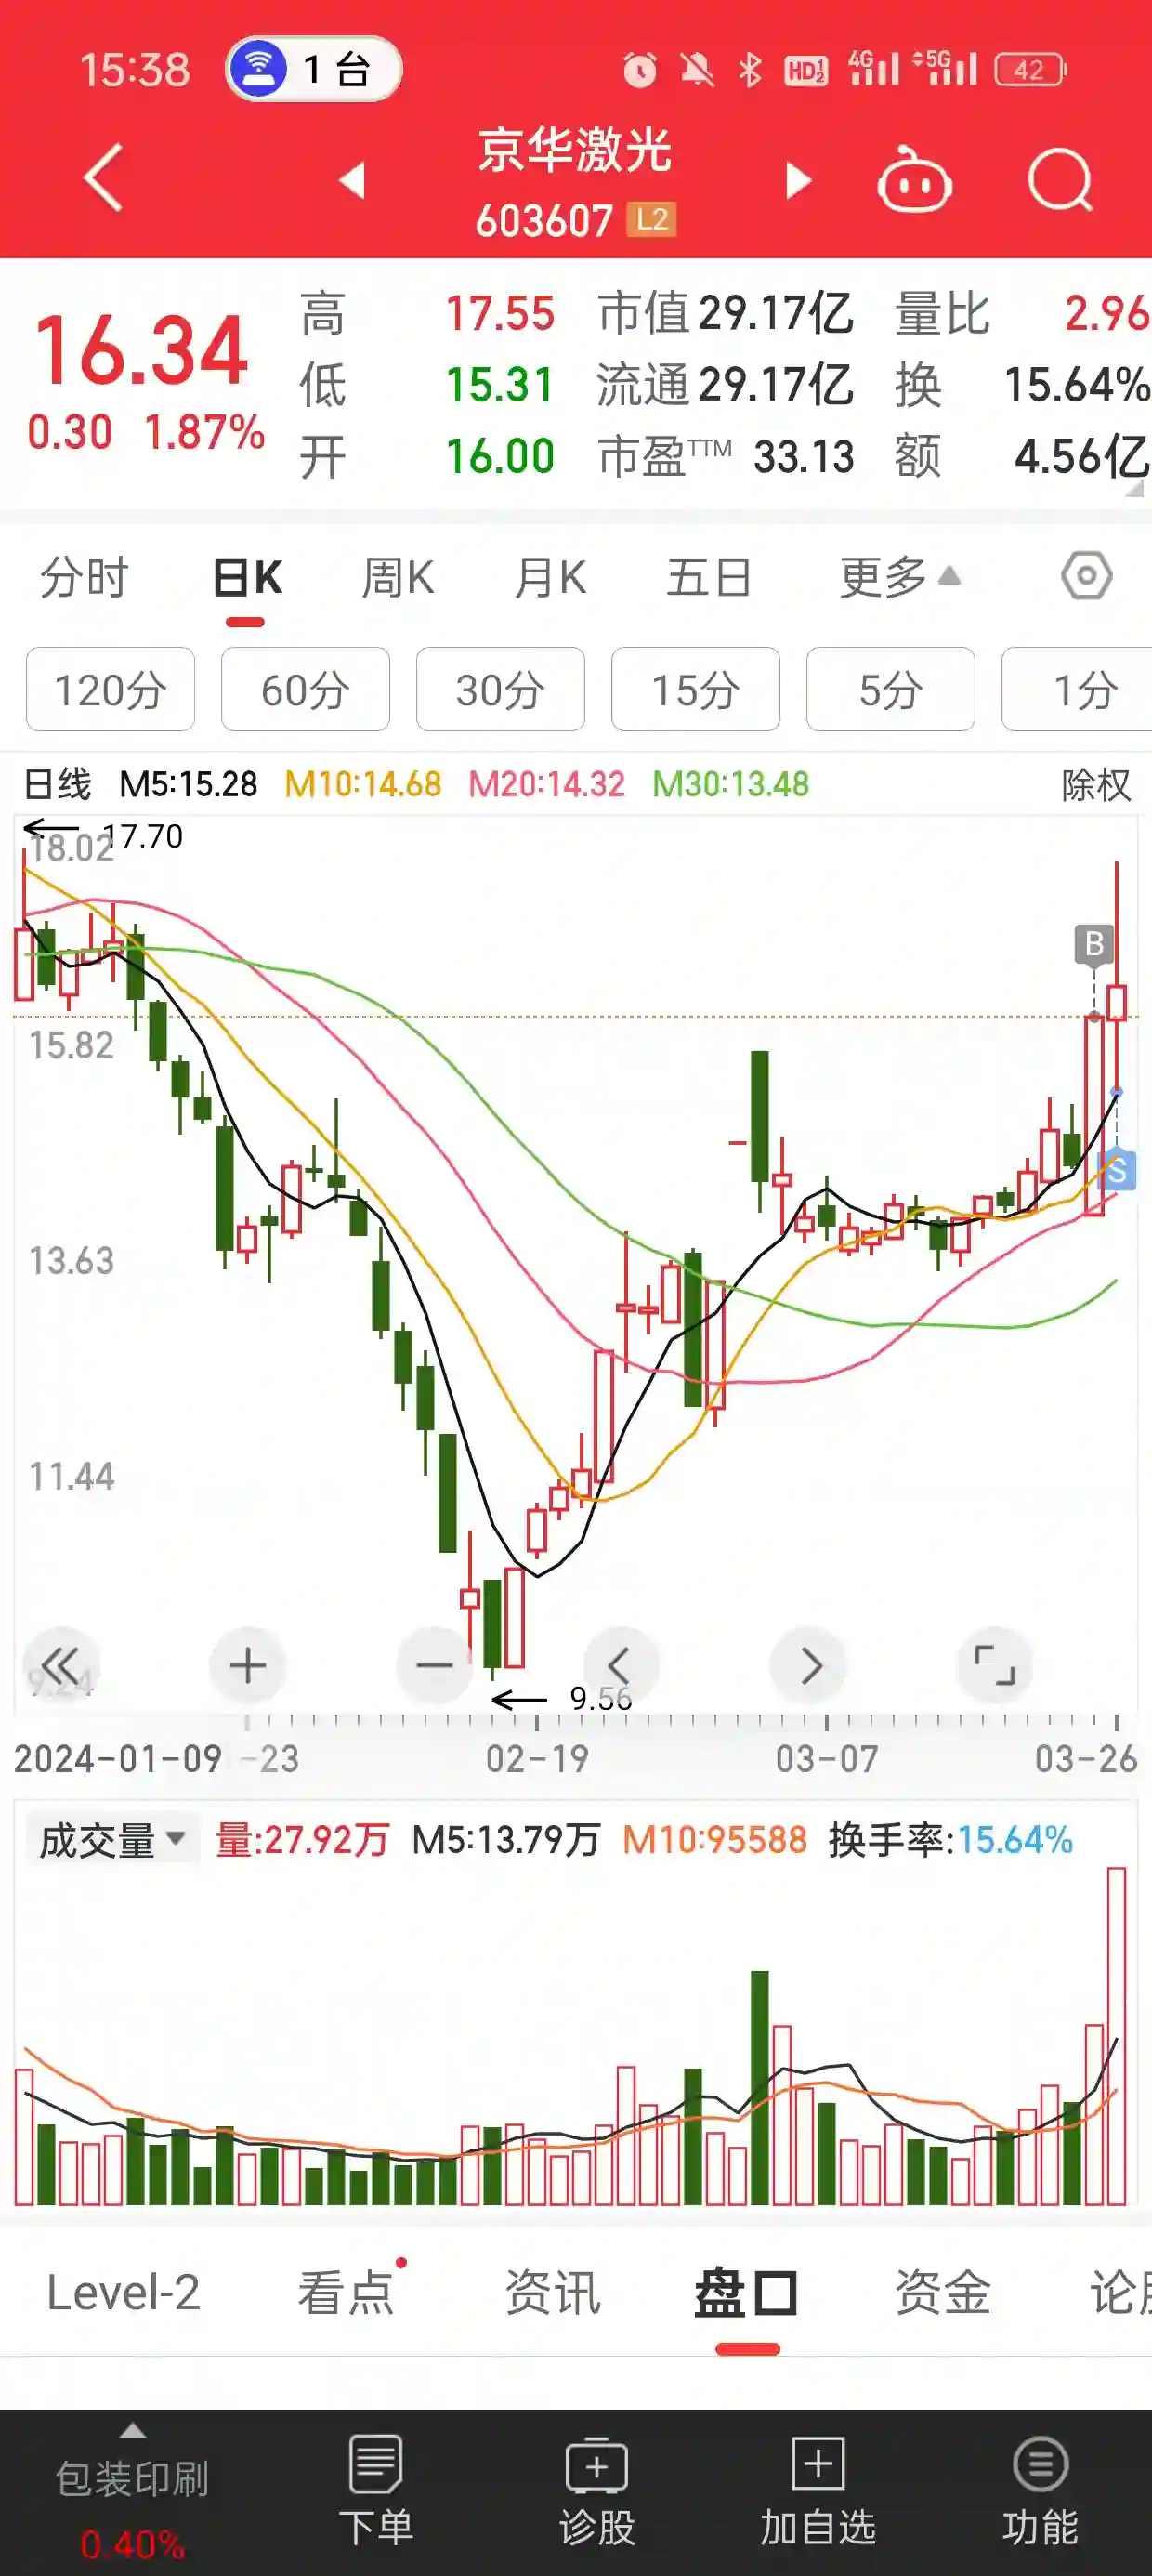 15:38 1 台 HD 1 2 4G 5G 42
京华激光
603607 L2
16.34
0.30 1.87%
高 17.55 市值 29.17亿 量比 2.96
低 15.31 流通 29.17亿 换 15.64%
开 16.00 市盈TTM 33.13 额 4.56亿
分时 日K 周K 月K 五日 更多
120分 60分 30分 15分 5分 1分
日线 M5:15.28 M10:14.68 M20:14.32 M30:13.48 除权
17.70
18.02
B
15.82
S
13.63
11.44
9.24
9.56
2024-01-09 -23 02-19 03-07 03-26
成交量 量:27.92万 M5:13.79万 M10:95588 换手率:15.64%
Level-2 看点 资讯 盘口 资金 论
包装印刷
0.40%
下单 诊股 加自选 功能